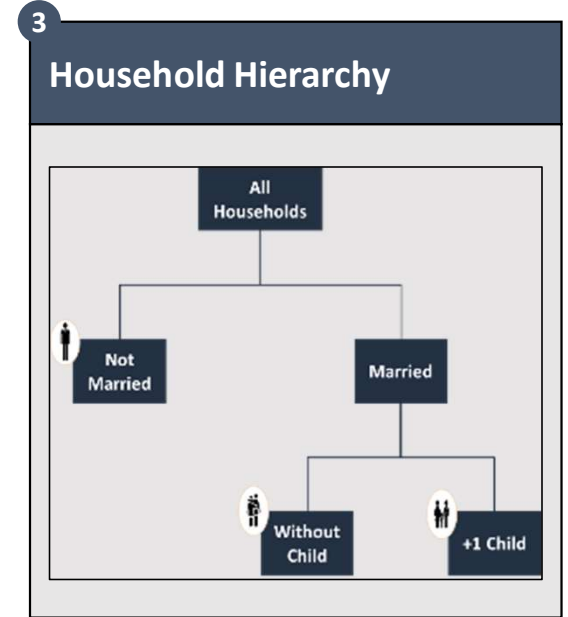 3
Household Hierarchy
All
Households
Not
Married
Married
Without
Child
+1 Child